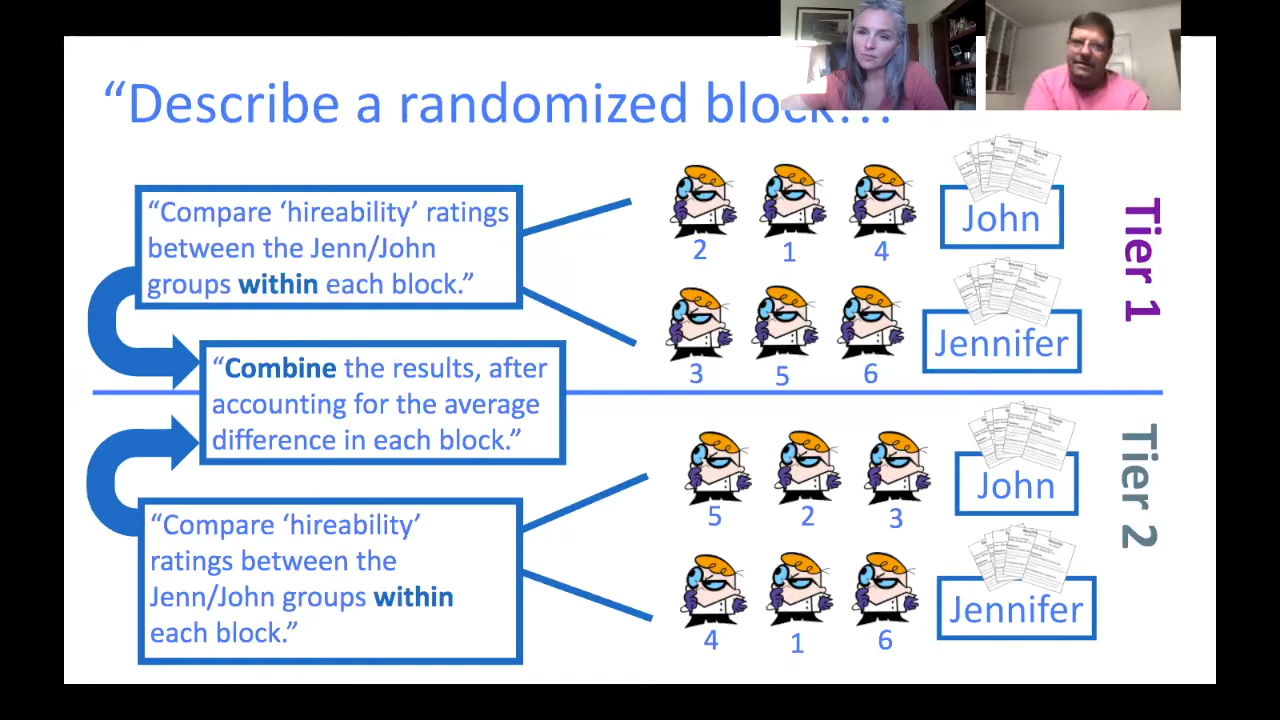 “Describe a randomized block…”
“Compare ‘hireability’ ratings
between the Jenn/John
groups within each block.”
2 1 4
John
3 5 6
Jennifer
Tier 1
“Combine the results, after
accounting for the average
difference in each block.”
“Compare ‘hireability’
ratings between the
Jenn/John groups within
each block.”
5 2 3
John
4 1 6
Jennifer
Tier 2